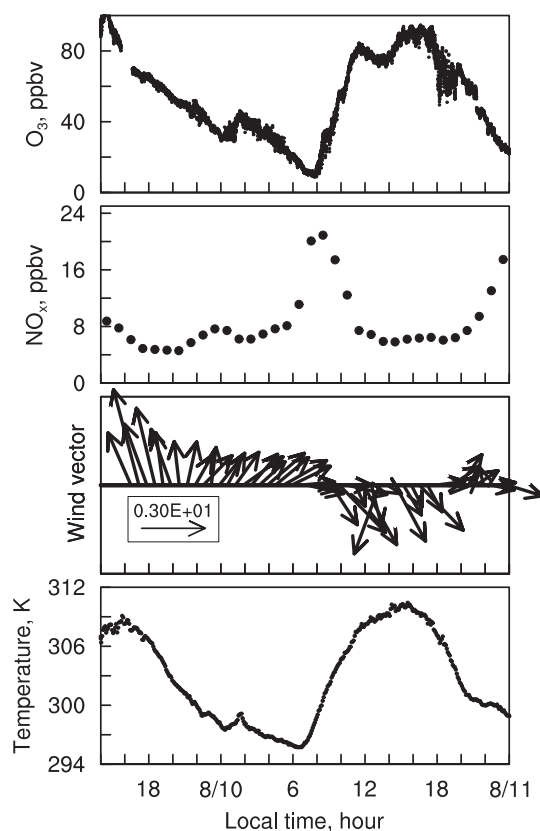 80
40
0
O3, ppbv
24
16
8
0
NOx, ppbv
Wind vector
0.30E+01
312
306
300
294
Temperature, K
18 8/10 6 12 18 8/11
Local time, hour